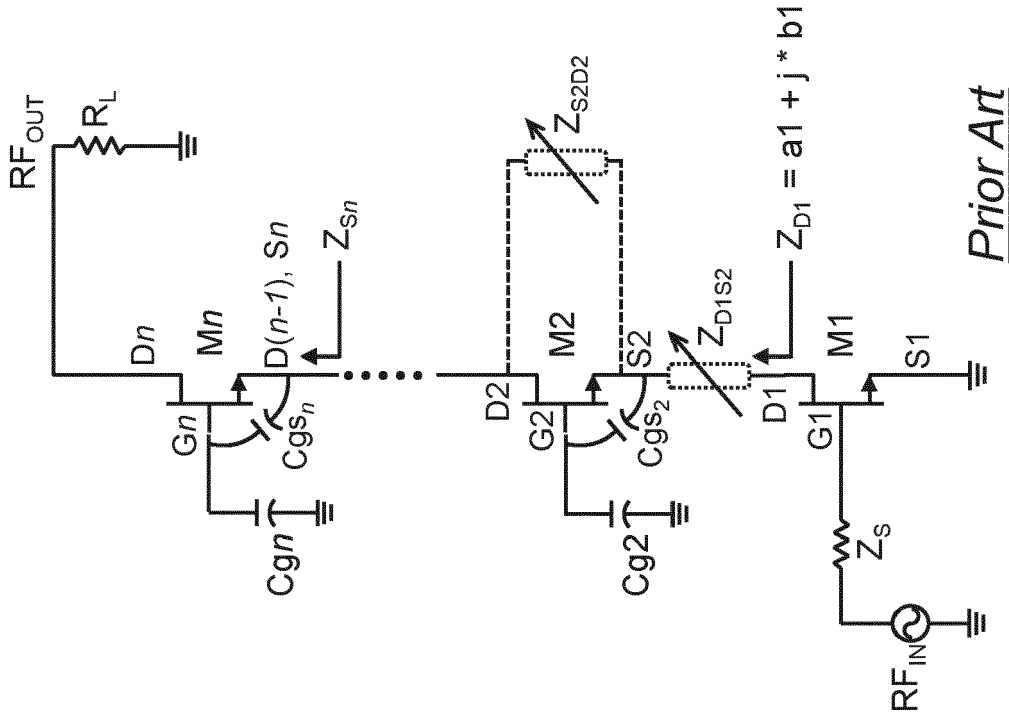 RF_OUT
R_L
Dn
Mn
D(n-1), Sn
Z_Sn
Gn
Cgs_n
Cgn
D2
M2
G2
S2
Z_S2D2
Cgs_2
Cg2
Z_D1S2
Z_D1 = a1 + j * b1
D1
M1
G1
S1
Z_S
RF_IN
Prior Art